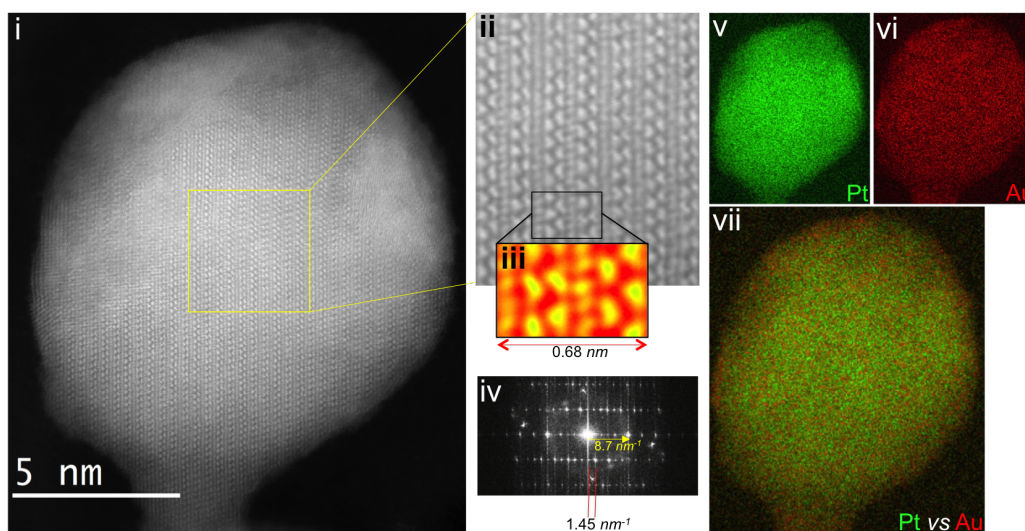 i
5 nm
ii
iii
0.68 nm
iv
8.7 nm-1
1.45 nm-1
v
Pt
vi
Au
vii
Pt vs Au